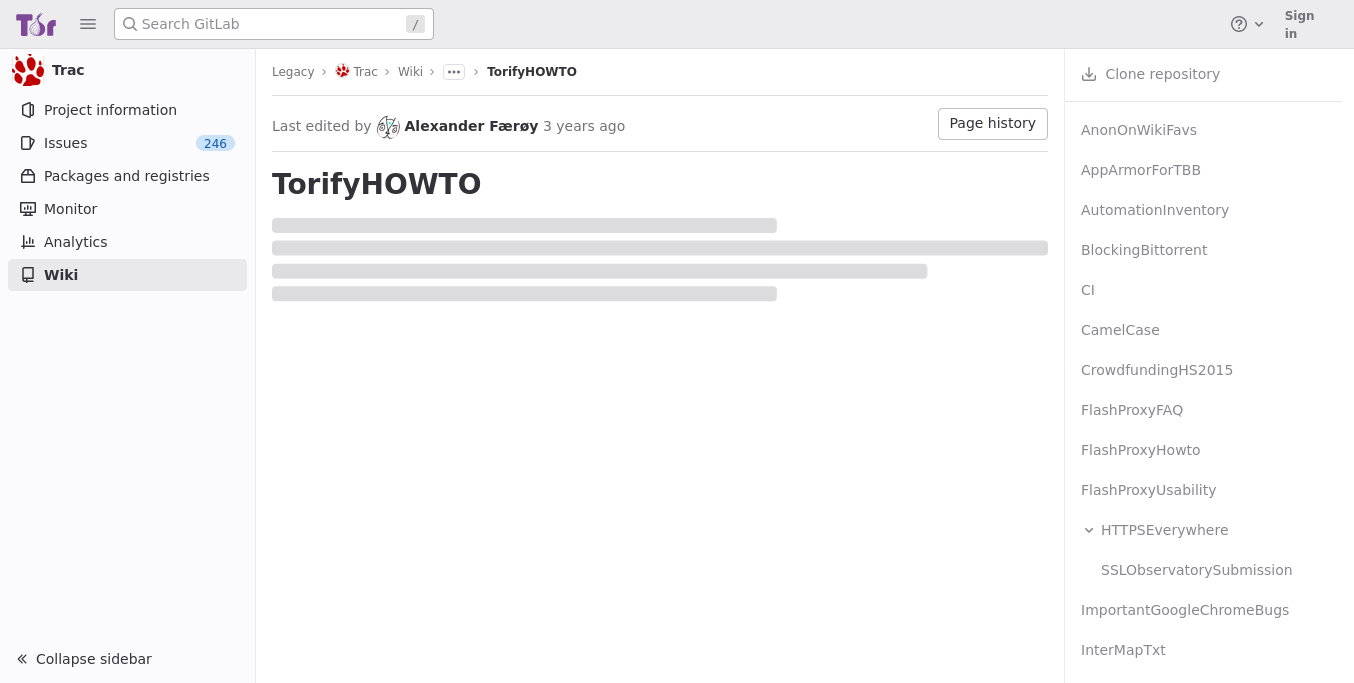 Tor
Search GitLab
/
Sign in
Trac
Project information
Issues
246
Packages and registries
Monitor
Analytics
Wiki
Collapse sidebar
Legacy › Trac › Wiki › ••• › TorifyHOWTO
Last edited by Alexander Færøy 3 years ago
Page history
TorifyHOWTO
Clone repository
AnonOnWikiFavs
AppArmorForTBB
AutomationInventory
BlockingBittorrent
CI
CamelCase
CrowdfundingHS2015
FlashProxyFAQ
FlashProxyHowto
FlashProxyUsability
HTTPSEverywhere
SSLObservatorySubmission
ImportantGoogleChromeBugs
InterMapTxt